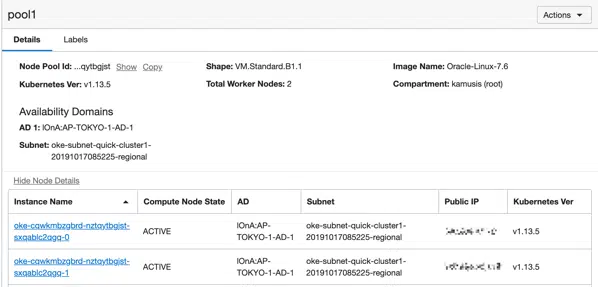 pool1
Actions
Details
Labels
Node Pool Id: ...qytbgjst Show Copy
Shape: VM.Standard.B1.1
Image Name: Oracle-Linux-7.6
Kubernetes Ver: v1.13.5
Total Worker Nodes: 2
Compartment: kamusis (root)
Availability Domains
AD 1: lOnA:AP-TOKYO-1-AD-1
Subnet: oke-subnet-quick-cluster1-
20191017085225-regional
Hide Node Details
Instance Name
Compute Node State
AD
Subnet
Public IP
Kubernetes Ver
oke-cqwkmbzgbrd-nztqytbgjst-
sxqablc2qgq-0
ACTIVE
lOnA:AP-
TOKYO-1-AD-1
oke-subnet-quick-cluster1-
20191017085225-regional
v1.13.5
oke-cqwkmbzgbrd-nztqytbgjst-
sxqablc2qgq-1
ACTIVE
lOnA:AP-
TOKYO-1-AD-1
oke-subnet-quick-cluster1-
20191017085225-regional
v1.13.5